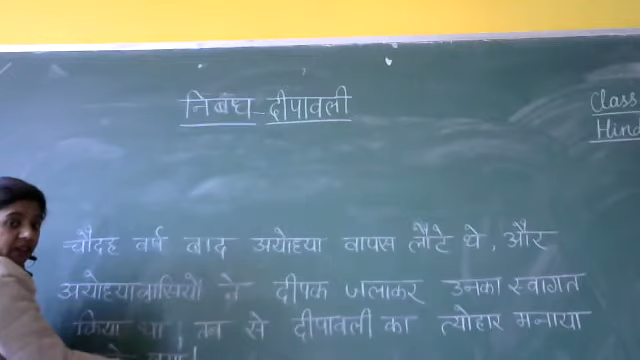 निबंध - दीपावली
Class
Hind
चौदह वर्ष बाद अयोध्या वापस लौटे थे, और
अयोध्यावासियों ने दीपक जलाकर उनका स्वागत
किया था। तब से दीपावली का त्योहार मनाया